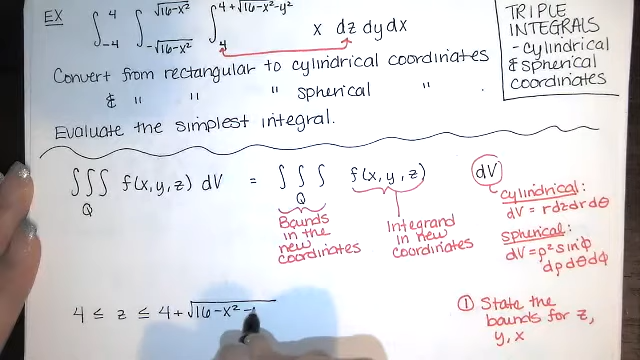 EX ∫₋₄⁴ ∫_{-√(16-x²)}^{√(16-x²)} ∫₄^{4+√(16-x²-y²)} x dz dy dx
Convert from rectangular to cylindrical coordinates
& " " " spherical " .
Evaluate the simplest integral.
TRIPLE
INTEGRALS
- cylindrical
& spherical
coordinates
∫∫∫_Q f(x,y,z) dV = ∫∫∫_Q f(x,y,z) dV
Bounds
in the
new
coordinates
Integrand
in new
coordinates
cylindrical:
dV = r dz dr dθ
spherical:
dV = ρ² sin ϕ
dρ dθ dϕ
4 ≤ z ≤ 4 + √(16 - x² -
① State the
bounds for z,
y, x